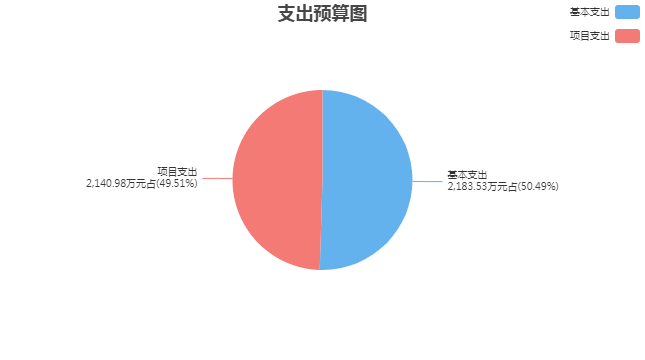 支出预算图
基本支出
项目支出
项目支出
2,140.98万元占(49.51%)
基本支出
2,183.53万元占(50.49%)